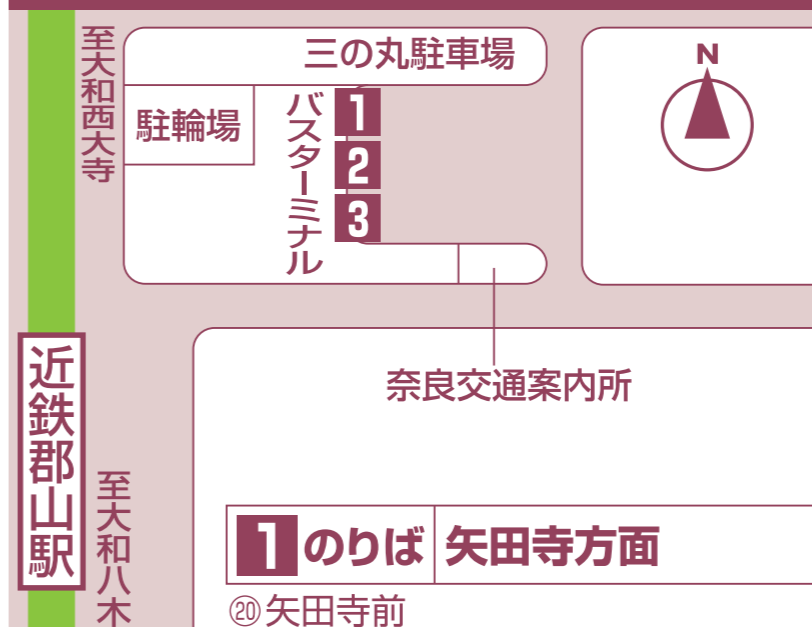 至大和西大寺
三の丸駐車場
駐輪場
バスターミナル
1
2
3
N
奈良交通案内所
近鉄郡山駅
至大和八木
1のりば 矢田寺方面
⑳矢田寺前